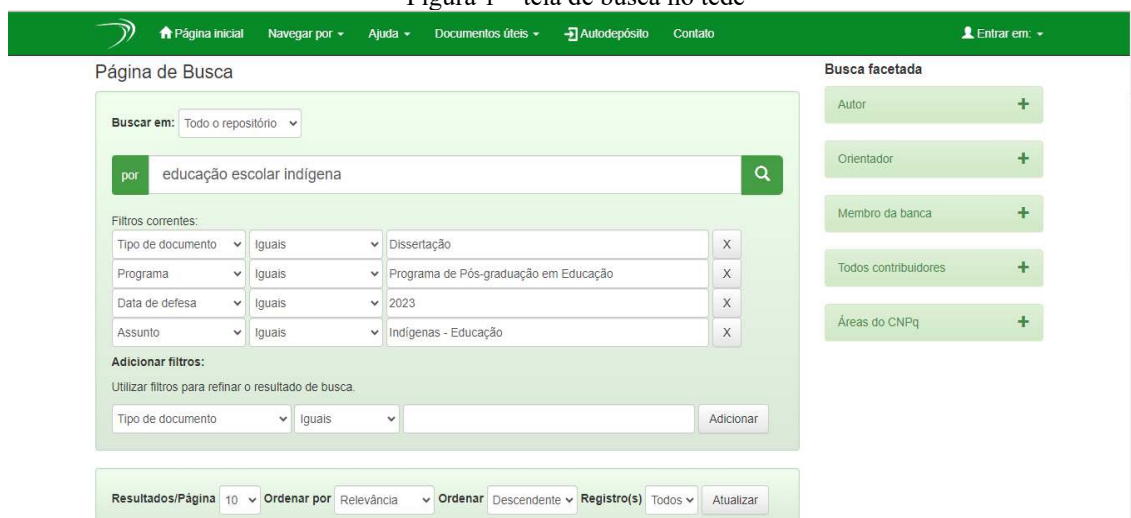 Figura 1 – tela de busca no tede
Página inicial Navegar por Ajuda Documentos úteis Autodepósito Contato Entrar em:
Página de Busca
Buscar em: Todo o repositório
por educação escolar indígena
Filtros correntes:
Tipo de documento Iguais Dissertação X
Programa Iguais Programa de Pós-graduação em Educação X
Data de defesa Iguais 2023 X
Assunto Iguais Indígenas - Educação X
Adicionar filtros:
Utilizar filtros para refinar o resultado de busca.
Tipo de documento Iguais Adicionar
Resultados/Página 10 Ordenar por Relevância Ordenar Descendente Registro(s) Todos Atualizar
Busca facetada
Autor +
Orientador +
Membro da banca +
Todos contribuidores +
Áreas do CNPq +